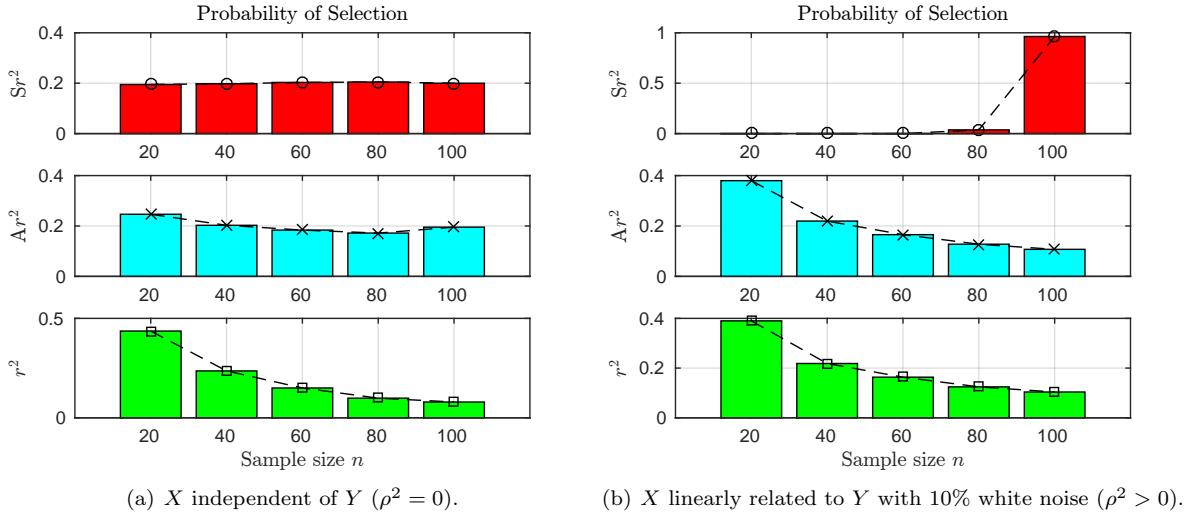 Probability of Selection
0.4
0.2
0
Sr²
20 40 60 80 100
0.4
0.2
0
Ar²
20 40 60 80 100
0.5
0
r²
20 40 60 80 100
Sample size n
(a) X independent of Y (ρ² = 0).
Probability of Selection
1
0.5
0
Sr²
20 40 60 80 100
0.4
0.2
0
Ar²
20 40 60 80 100
0.4
0.2
0
r²
20 40 60 80 100
Sample size n
(b) X linearly related to Y with 10% white noise (ρ² > 0).